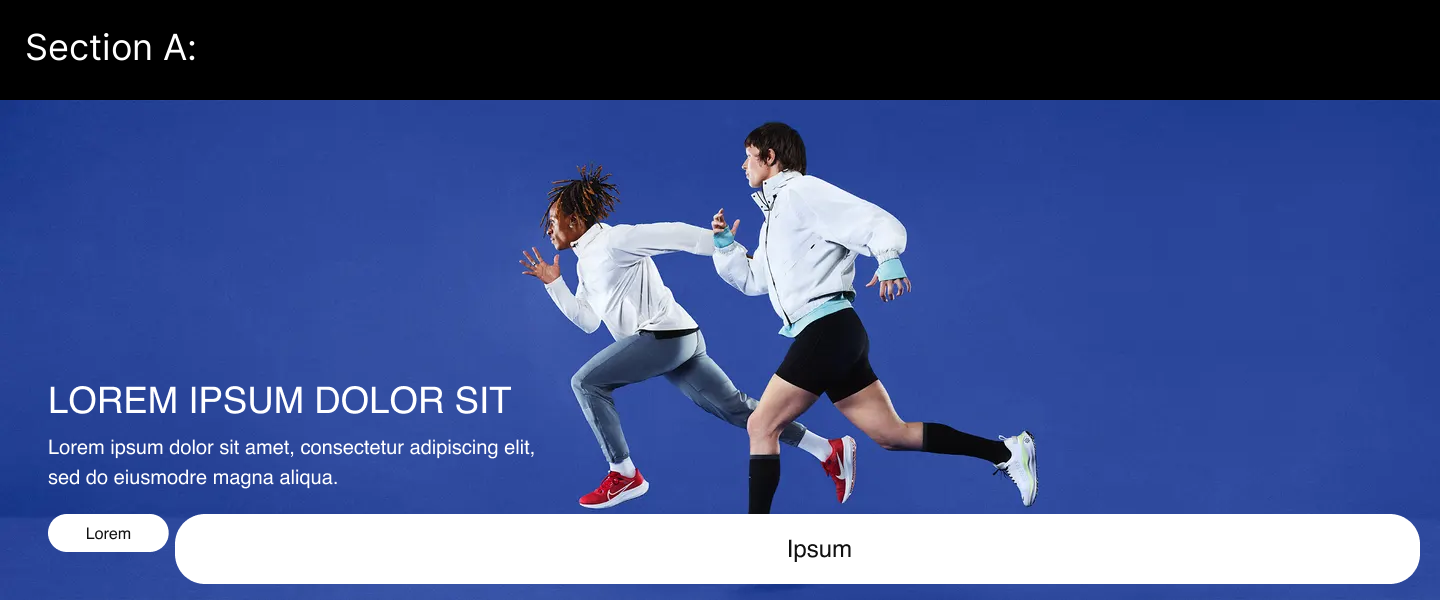 Section A:
LOREM IPSUM DOLOR SIT
Lorem ipsum dolor sit amet, consectetur adipiscing elit,
sed do eiusmodre magna aliqua.
Lorem
Ipsum